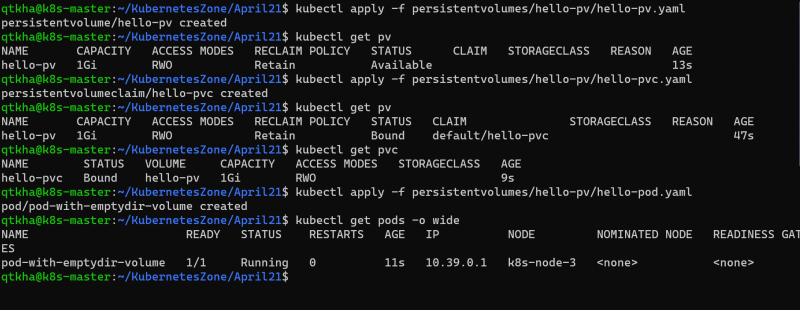 qtkha@k8s-master:~/KubernetesZone/April21$ kubectl apply -f persistentvolumes/hello-pv/hello-pv.yaml
persistentvolume/hello-pv created
qtkha@k8s-master:~/KubernetesZone/April21$ kubectl get pv
NAME       CAPACITY   ACCESS MODES   RECLAIM POLICY   STATUS      CLAIM   STORAGECLASS   REASON   AGE
hello-pv   1Gi        RWO            Retain           Available                                   13s
qtkha@k8s-master:~/KubernetesZone/April21$ kubectl apply -f persistentvolumes/hello-pv/hello-pvc.yaml
persistentvolumeclaim/hello-pvc created
qtkha@k8s-master:~/KubernetesZone/April21$ kubectl get pv
NAME       CAPACITY   ACCESS MODES   RECLAIM POLICY   STATUS   CLAIM               STORAGECLASS   REASON   AGE
hello-pv   1Gi        RWO            Retain           Bound    default/hello-pvc                           47s
qtkha@k8s-master:~/KubernetesZone/April21$ kubectl get pvc
NAME        STATUS   VOLUME     CAPACITY   ACCESS MODES   STORAGECLASS   AGE
hello-pvc   Bound    hello-pv   1Gi        RWO                           9s
qtkha@k8s-master:~/KubernetesZone/April21$ kubectl apply -f persistentvolumes/hello-pv/hello-pod.yaml
pod/pod-with-emptydir-volume created
qtkha@k8s-master:~/KubernetesZone/April21$ kubectl get pods -o wide
NAME                       READY   STATUS    RESTARTS   AGE   IP          NODE         NOMINATED NODE   READINESS GAT
ES
pod-with-emptydir-volume   1/1     Running   0          11s   10.39.0.1   k8s-node-3   <none>           <none>
qtkha@k8s-master:~/KubernetesZone/April21$